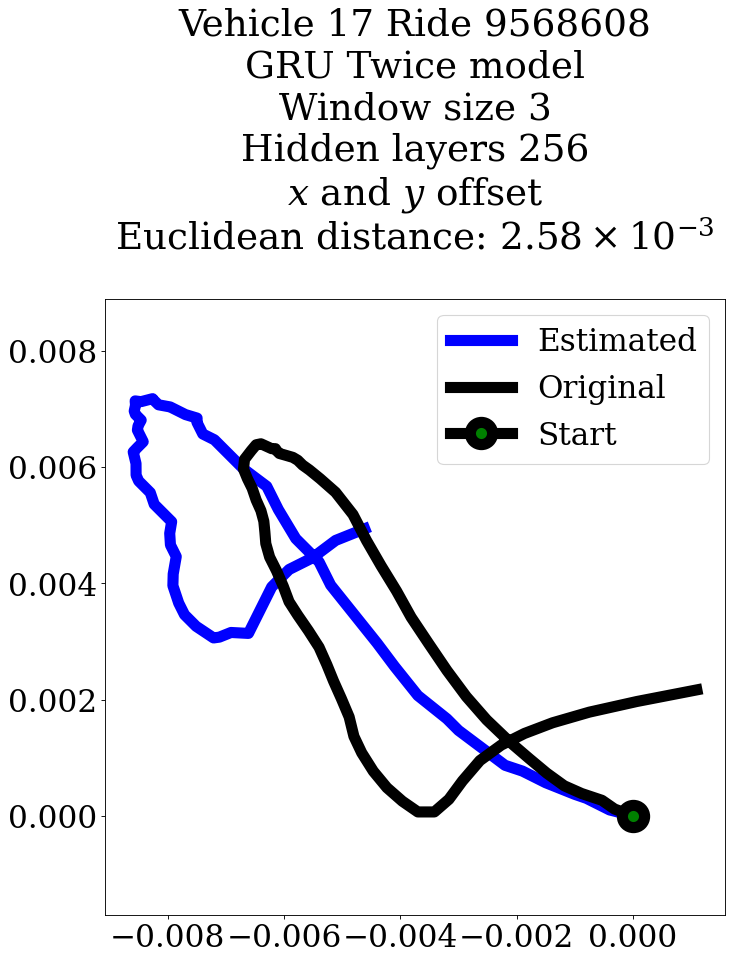 Vehicle 17 Ride 9568608
GRU Twice model
Window size 3
Hidden layers 256
x and y offset
Euclidean distance: 2.58 × 10⁻³
Estimated
Original
Start
0.008
0.006
0.004
0.002
0.000
−0.008 −0.006 −0.004 −0.002 0.000